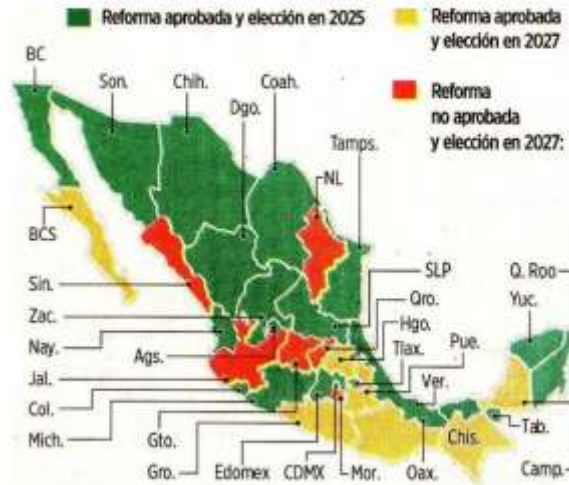 Reforma aprobada y elección en 2025
Reforma aprobada
y elección en 2027
Reforma
no aprobada
y elección en 2027:
BC
Son.
Chih.
Coah.
Dgo.
Tamps.
NL
BCS
SLP
Q. Roo
Sin.
Qro.
Yuc.
Zac.
Hgo.
Nay.
Ags.
Tlax.
Pue.
Jal.
Ver.
Col.
Mich.
Gto.
Chis.
Tab.
Gro.
Edomex
CDMX
Mor.
Oax.
Camp.